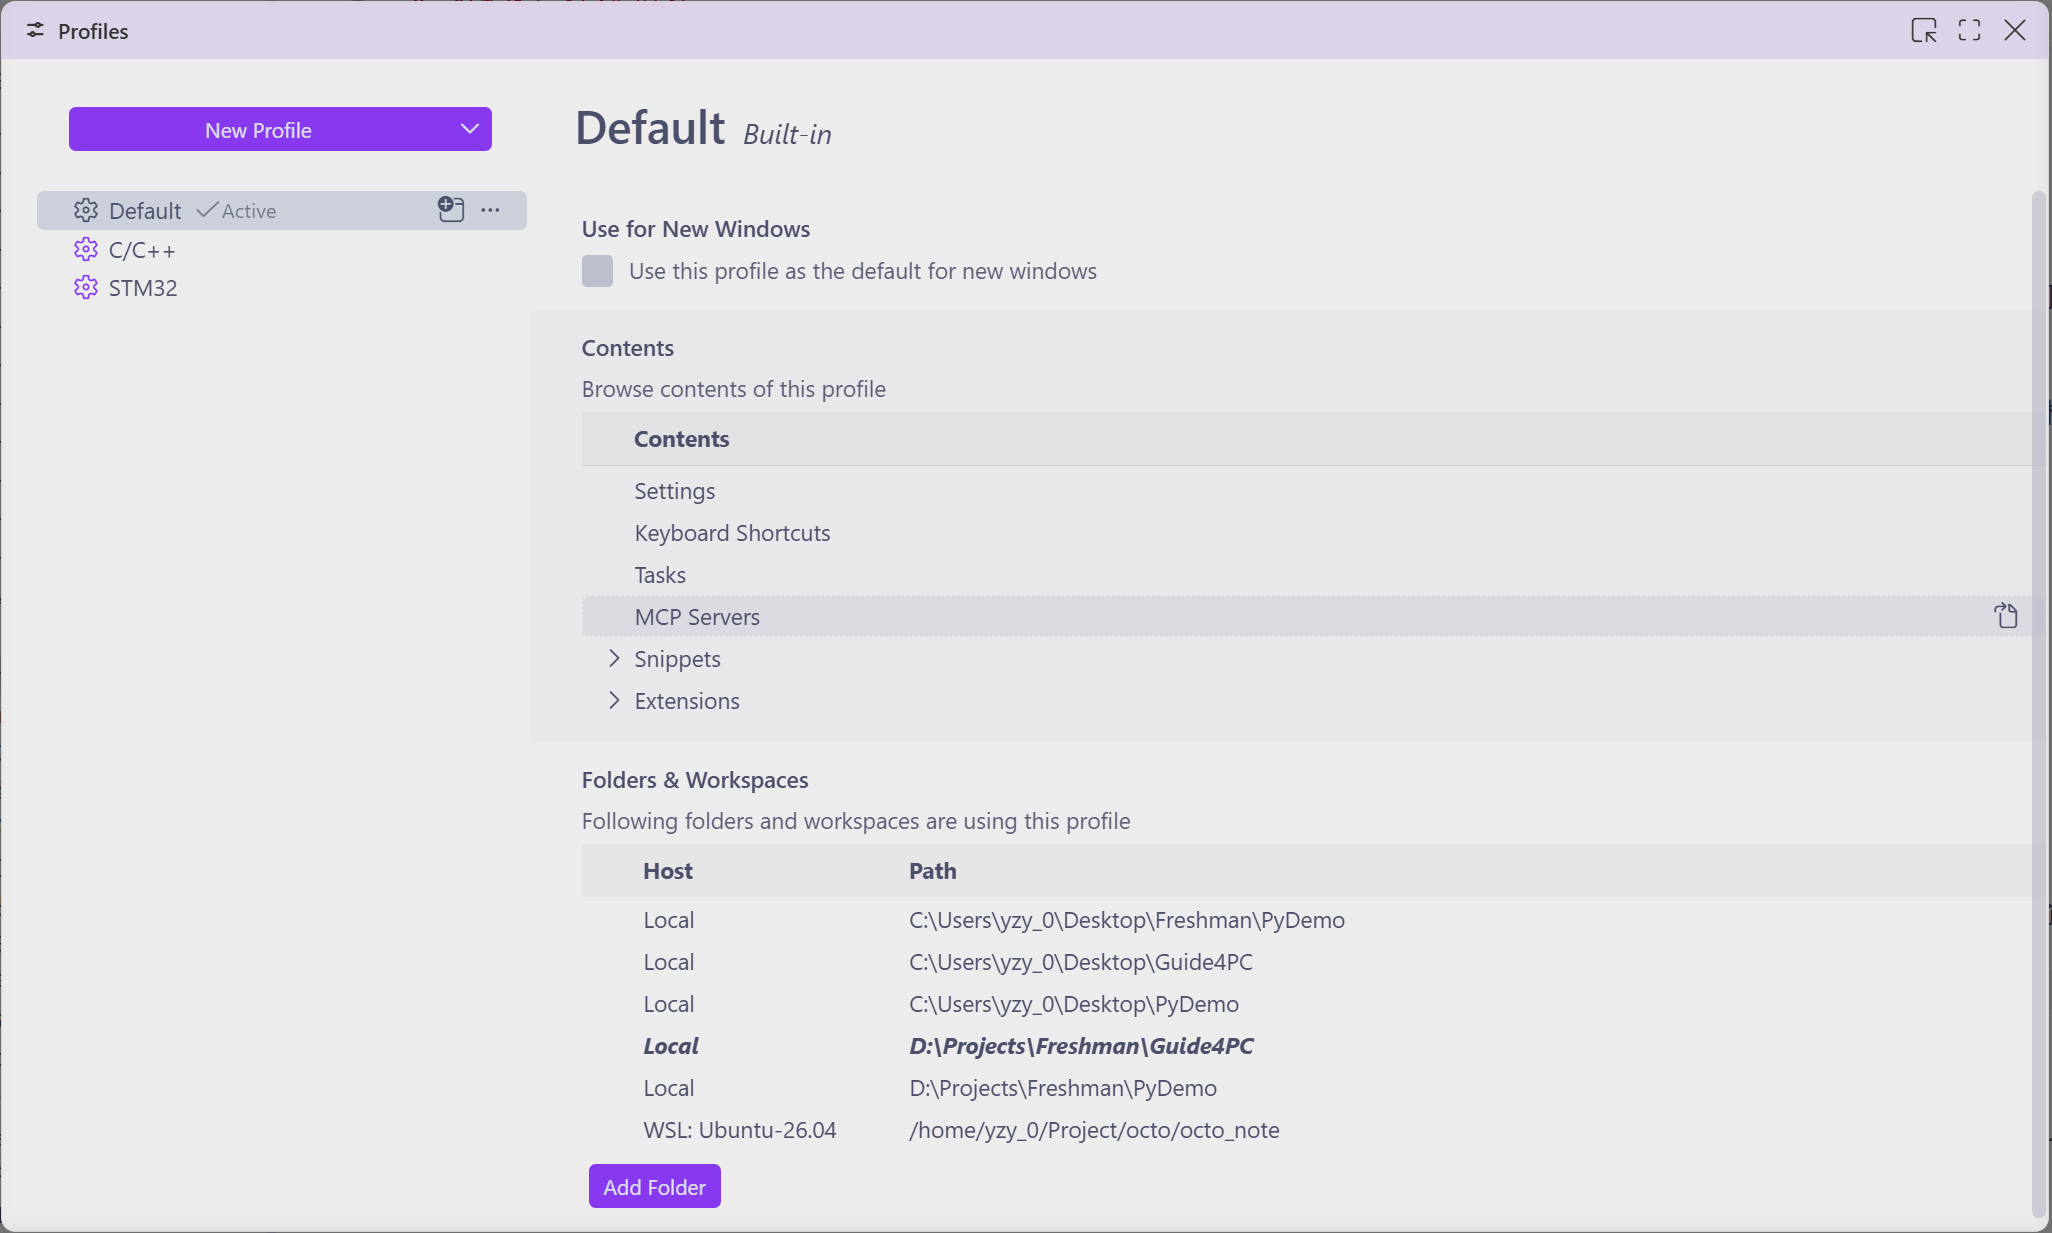 Profiles
New Profile
Default Active
C/C++
STM32
Default Built-in
Use for New Windows
Use this profile as the default for new windows
Contents
Browse contents of this profile
Contents
Settings
Keyboard Shortcuts
Tasks
MCP Servers
Snippets
Extensions
Folders & Workspaces
Following folders and workspaces are using this profile
Host Path
Local C:\Users\yzy_0\Desktop\Freshman\PyDemo
Local C:\Users\yzy_0\Desktop\Guide4PC
Local C:\Users\yzy_0\Desktop\PyDemo
Local D:\Projects\Freshman\Guide4PC
Local D:\Projects\Freshman\PyDemo
WSL: Ubuntu-26.04 /home/yzy_0/Project/octo/octo_note
Add Folder